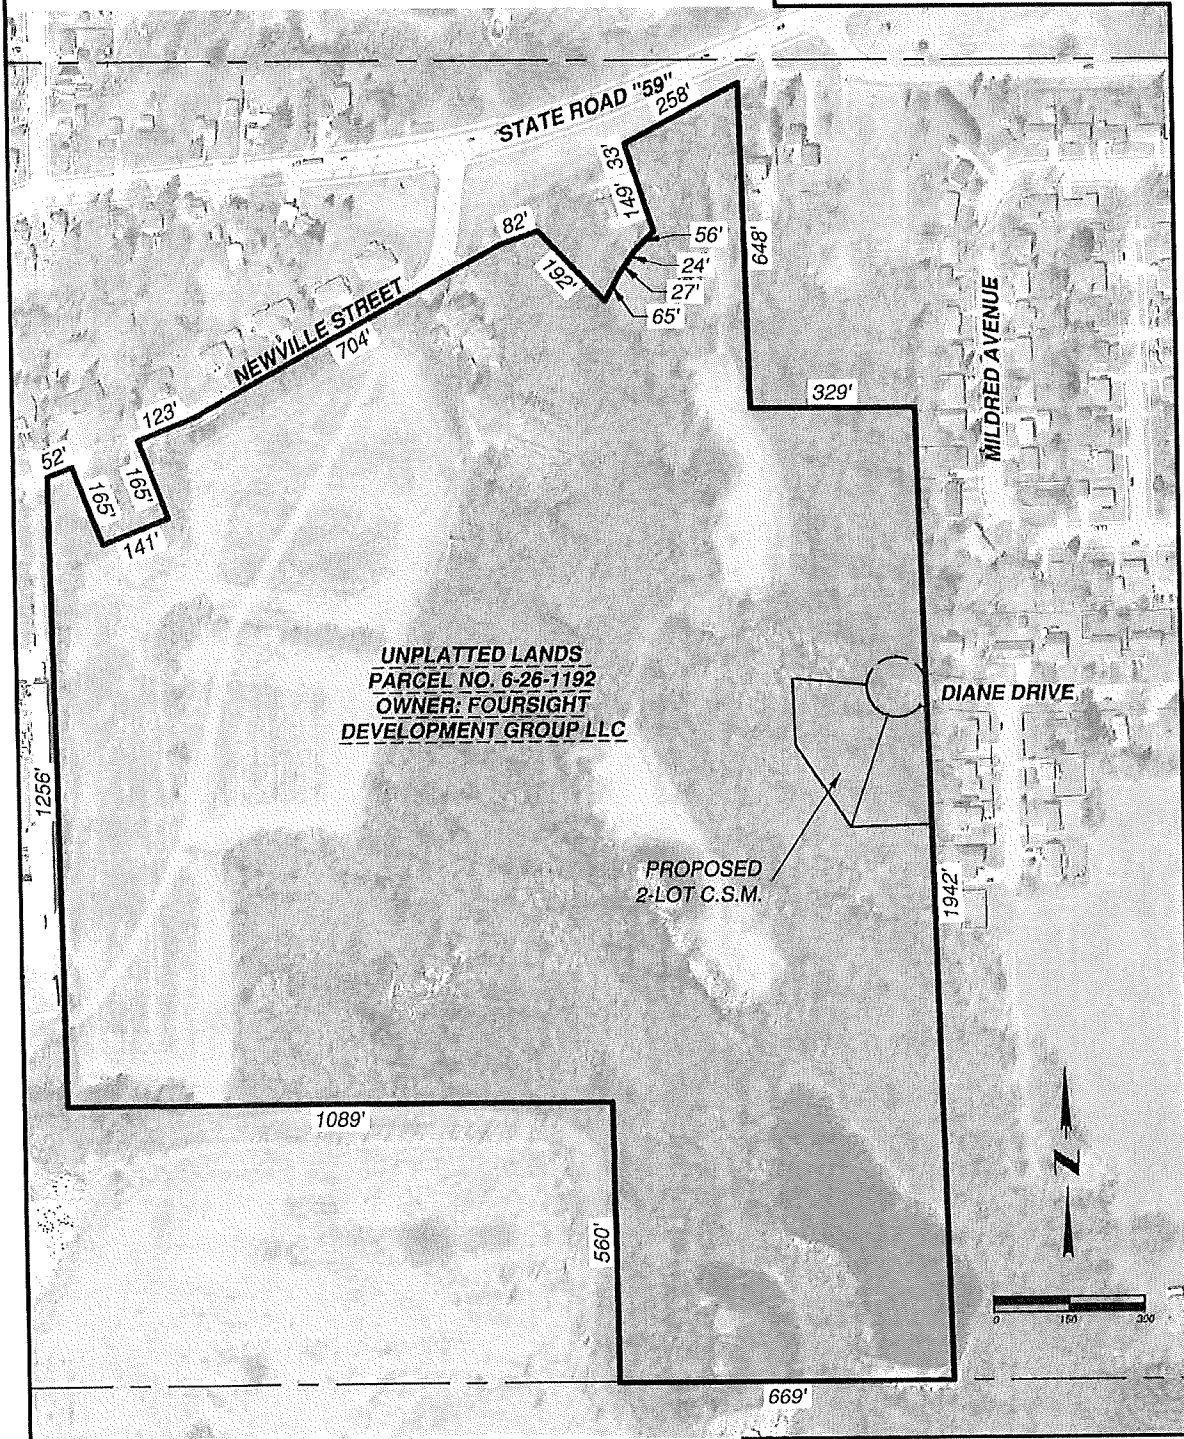 STATE ROAD "59"
258'
33'
149'
82'
192'
56'
24'
27'
65'
648'
NEWVILLE STREET
704'
329'
MILDRED AVENUE
123'
52'
165'
165'
141'
UNPLATTED LANDS
PARCEL NO. 6-26-1192
OWNER: FOURSIGHT
DEVELOPMENT GROUP LLC
DIANE DRIVE
1256'
PROPOSED
2-LOT C.S.M.
1942'
1089'
N
560'
0 150 300
669'